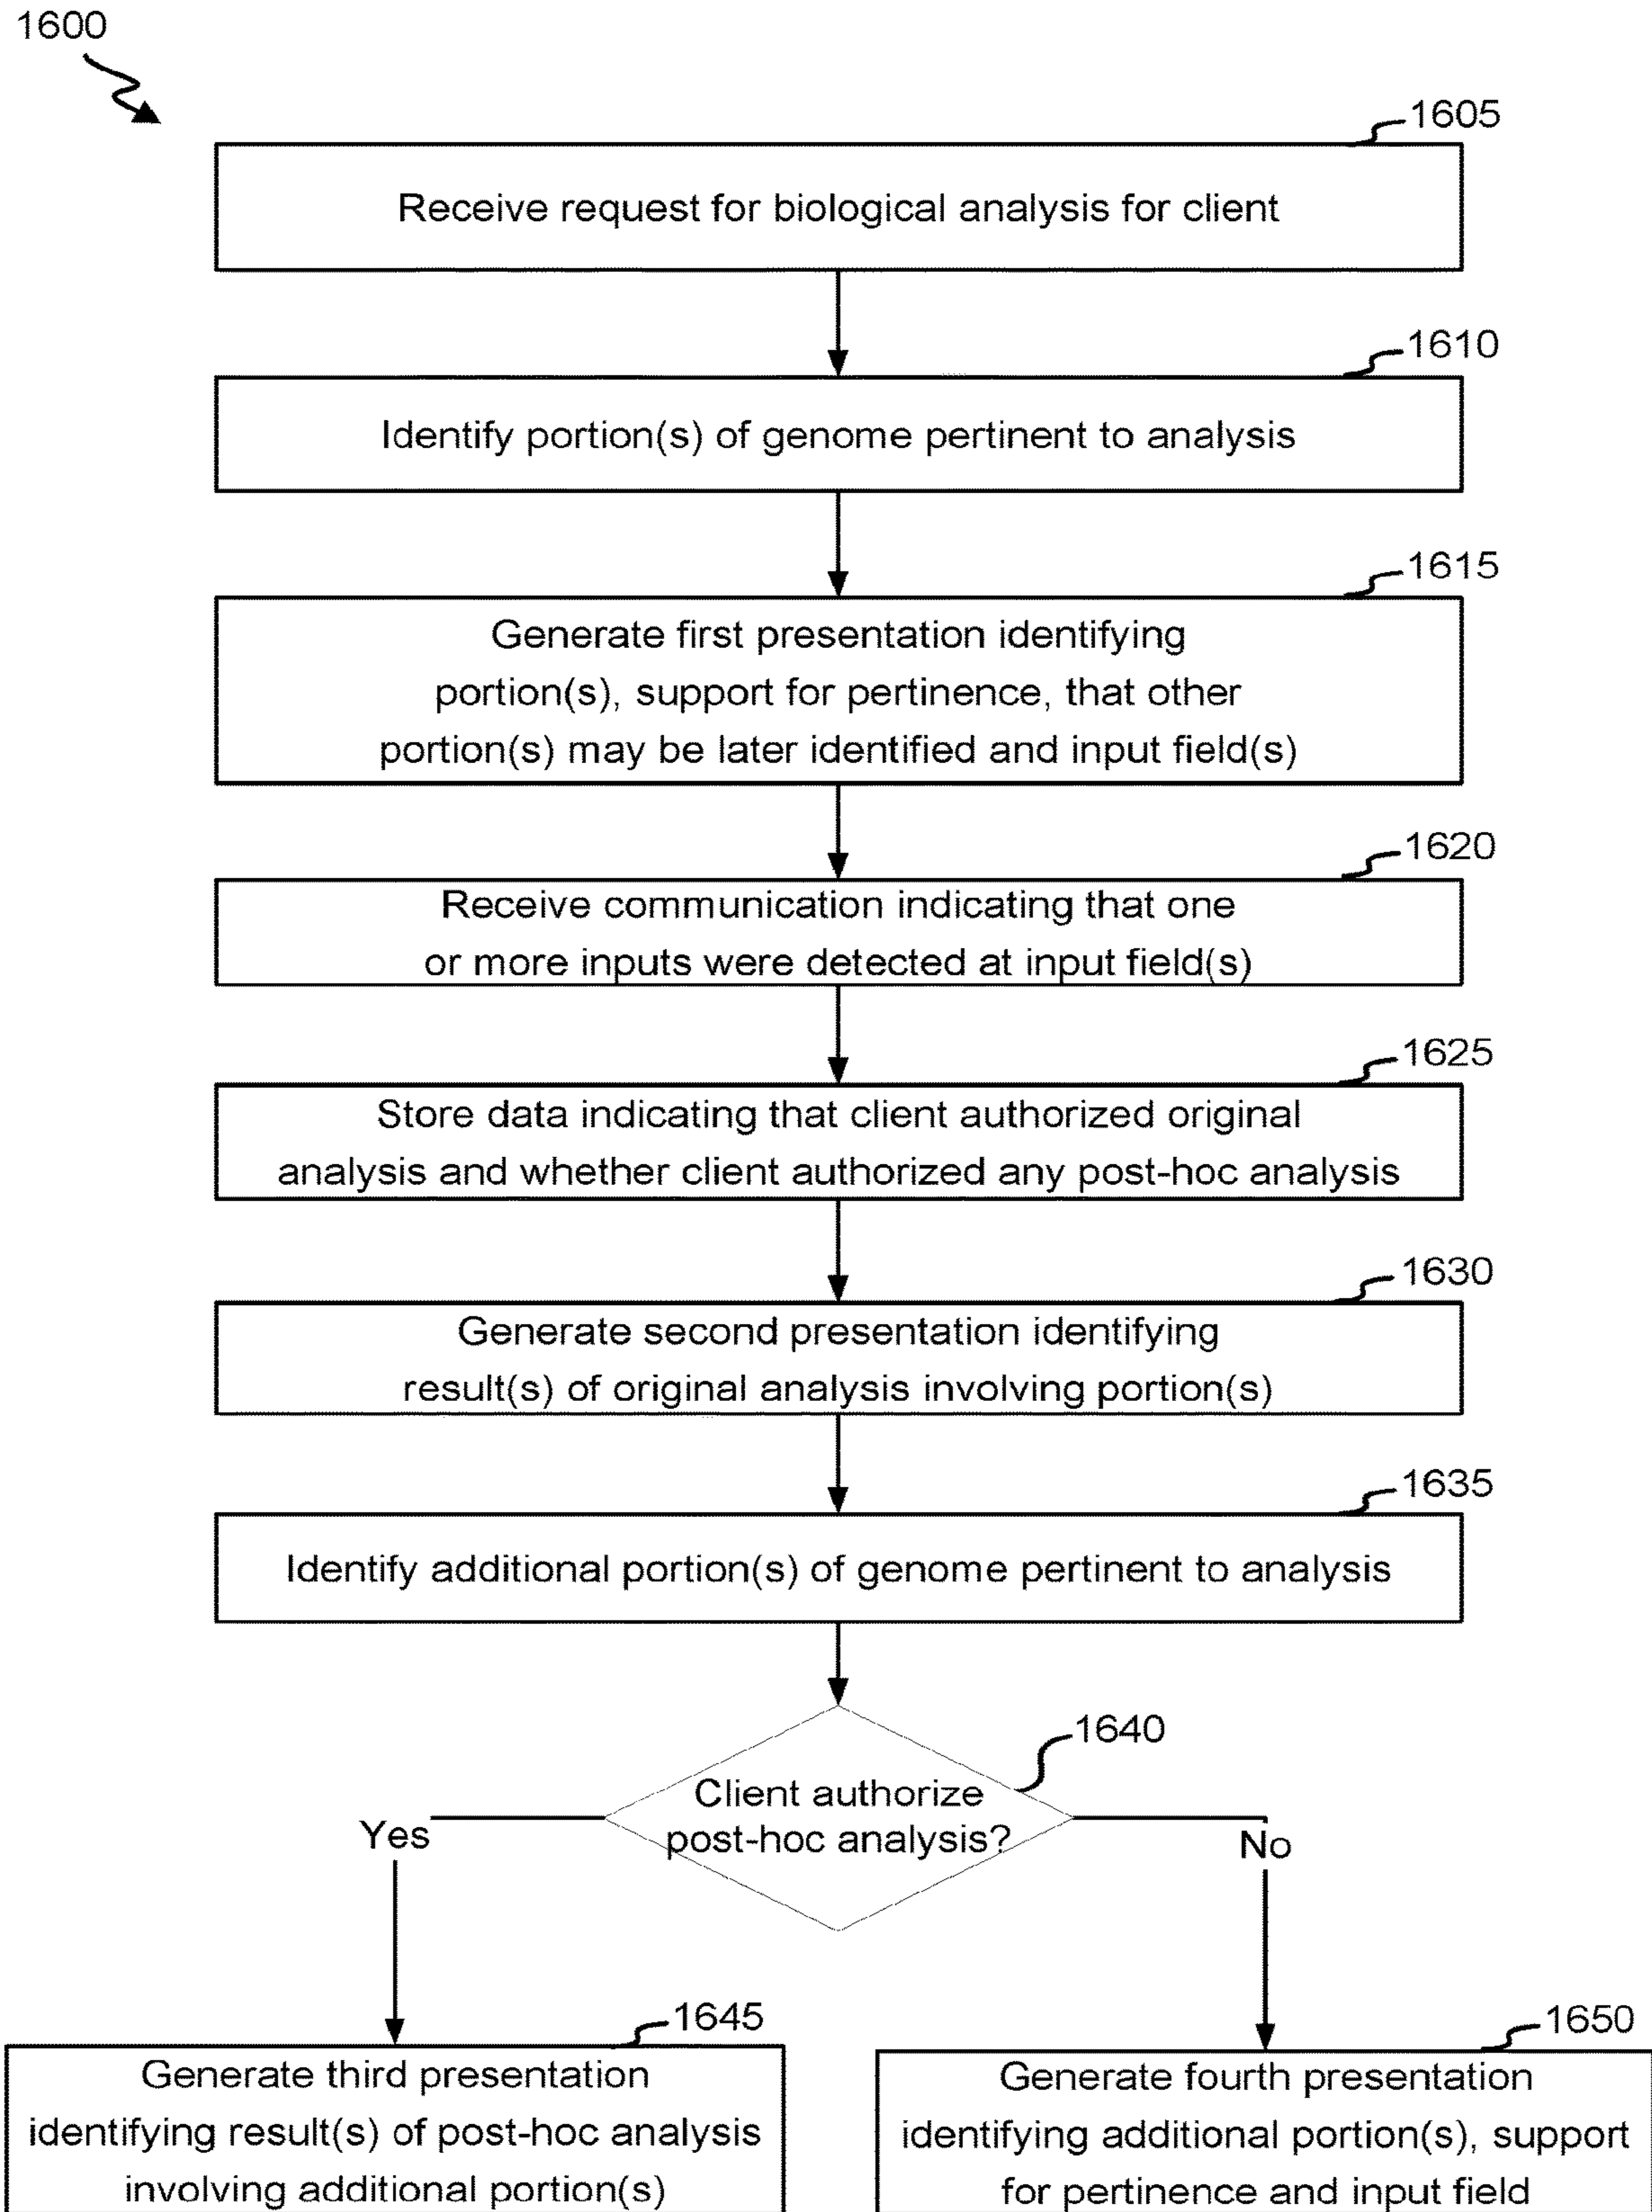 1600
1605
Receive request for biological analysis for client
1610
Identify portion(s) of genome pertinent to analysis
1615
Generate first presentation identifying
portion(s), support for pertinence, that other
portion(s) may be later identified and input field(s)
1620
Receive communication indicating that one
or more inputs were detected at input field(s)
1625
Store data indicating that client authorized original
analysis and whether client authorized any post-hoc analysis
1630
Generate second presentation identifying
result(s) of original analysis involving portion(s)
1635
Identify additional portion(s) of genome pertinent to analysis
1640
Client authorize
post-hoc analysis?
Yes
No
1645
Generate third presentation
identifying result(s) of post-hoc analysis
involving additional portion(s)
1650
Generate fourth presentation
identifying additional portion(s), support
for pertinence and input field